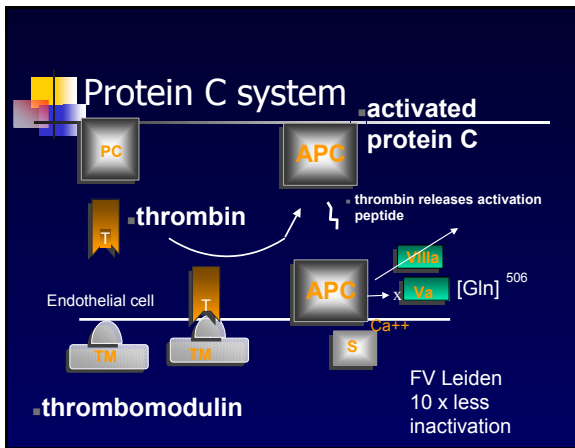 Protein C system
activated
protein C
PC
APC
thrombin releases activation
peptide
thrombin
T
VIIIa
Endothelial cell
T
APC
x
Va
[Gln] 506
Ca++
TM
TM
S
thrombomodulin
FV Leiden
10 x less
inactivation